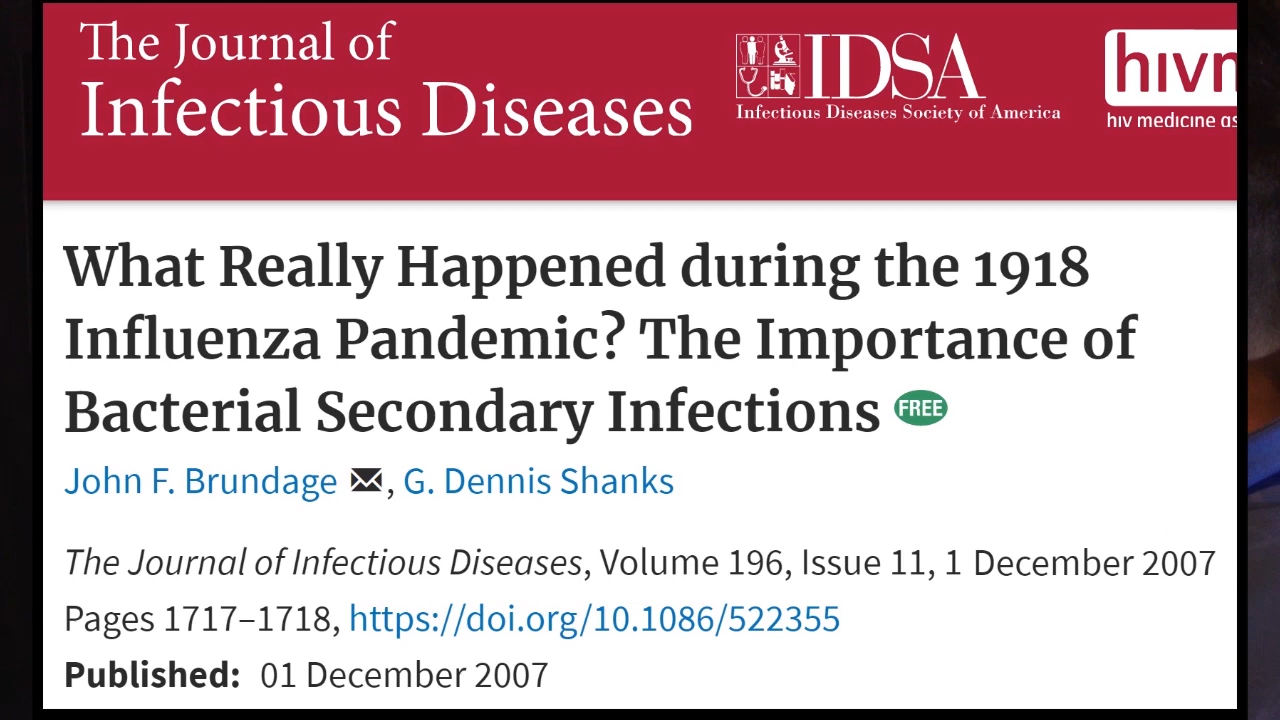 The Journal of
Infectious Diseases
IDSA
Infectious Diseases Society of America
hivm
hiv medicine as
What Really Happened during the 1918
Influenza Pandemic? The Importance of
Bacterial Secondary Infections FREE
John F. Brundage , G. Dennis Shanks
The Journal of Infectious Diseases, Volume 196, Issue 11, 1 December 2007
Pages 1717–1718, https://doi.org/10.1086/522355
Published: 01 December 2007